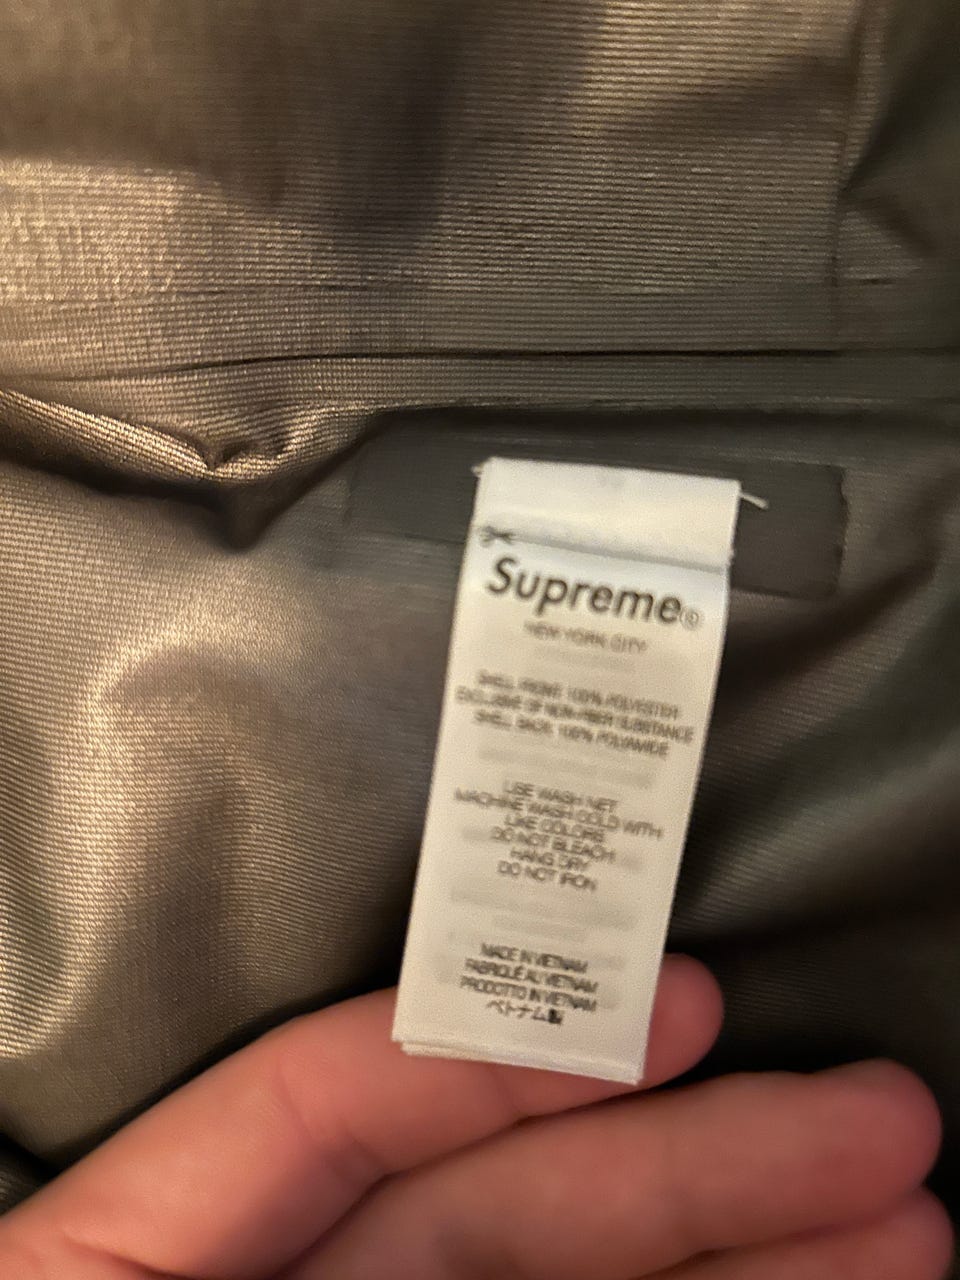 Supreme®
NEW YORK CITY
SHELL FRONT: 100% POLYESTER
EXCLUSIVE OF NON-FIBER SUBSTANCE
SHELL BACK: 100% POLYAMIDE
USE WASH NET
MACHINE WASH COLD WITH
LIKE COLORS
DO NOT BLEACH
HANG DRY
DO NOT IRON
MADE IN VIETNAM
FABRIQUÉ AU VIETNAM
PRODOTTO IN VIETNAM
ベトナム製